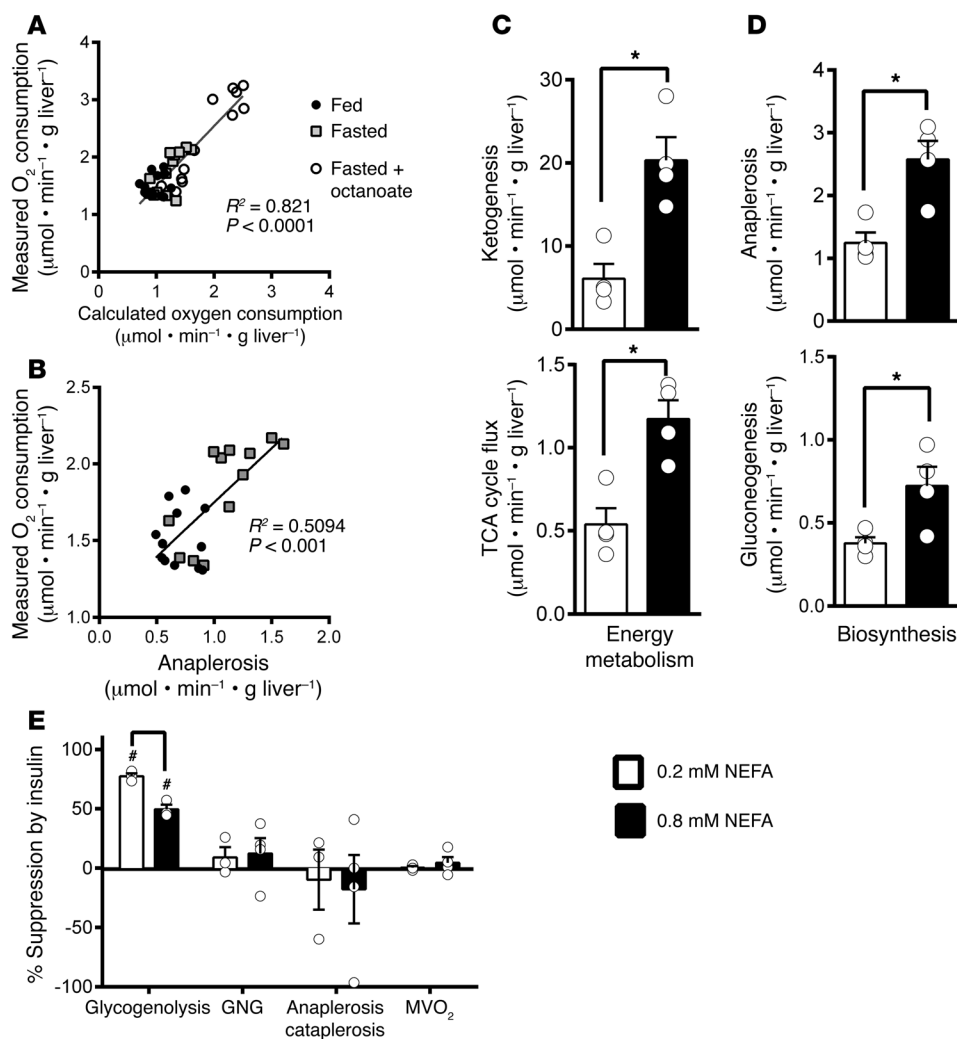 A
Measured O₂ consumption
(μmol • min⁻¹ • g liver⁻¹)
4
3
2
1
0
0 1 2 3 4
Calculated oxygen consumption
(μmol • min⁻¹ • g liver⁻¹)
Fed
Fasted
Fasted +
octanoate
R² = 0.821
P < 0.0001
B
Measured O₂ consumption
(μmol • min⁻¹ • g liver⁻¹)
2.5
2.0
1.5
1.0
0.0 0.5 1.0 1.5 2.0
Anaplerosis
(μmol • min⁻¹ • g liver⁻¹)
R² = 0.5094
P < 0.001
C
Ketogenesis
(μmol • min⁻¹ • g liver⁻¹)
30
20
10
0
*
TCA cycle flux
(μmol • min⁻¹ • g liver⁻¹)
1.5
1.0
0.5
0.0
*
Energy
metabolism
D
Anaplerosis
(μmol • min⁻¹ • g liver⁻¹)
4
3
2
1
0
*
Gluconeogenesis
(μmol • min⁻¹ • g liver⁻¹)
1.5
1.0
0.5
0.0
*
Biosynthesis
E
% Suppression by insulin
100
50
0
-50
-100
# #
Glycogenolysis GNG Anaplerosis MVO₂
cataplerosis
0.2 mM NEFA
0.8 mM NEFA